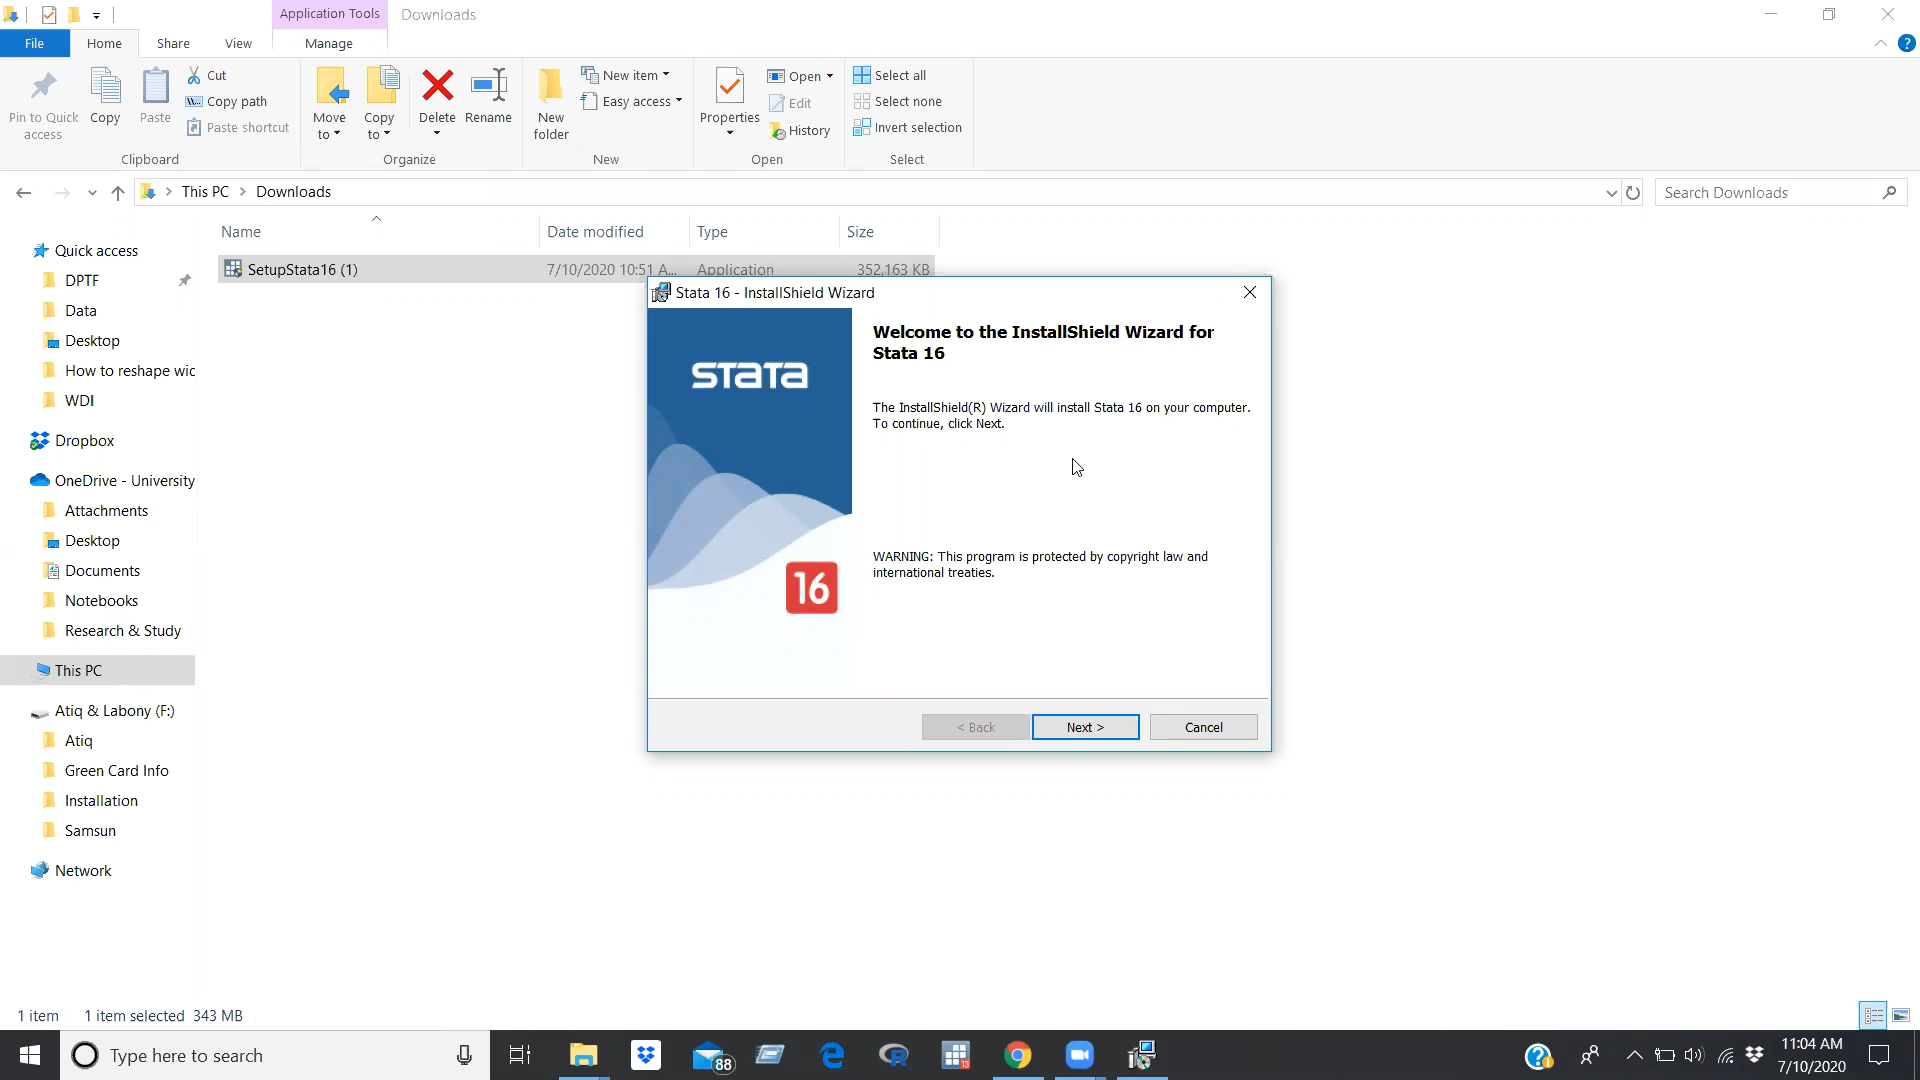 Application Tools
Downloads
File
Home
Share
View
Manage
Pin to Quick
access
Copy
Paste
Cut
Copy path
Paste shortcut
Clipboard
Move
to
Copy
to
Delete
Rename
Organize
New
folder
New item
Easy access
New
Properties
Open
Edit
History
Open
Select all
Select none
Invert selection
Select
This PC
Downloads
Search Downloads
Name
Date modified
Type
Size
SetupStata16 (1)
7/10/2020 10:51 A...
Application
352,163 KB
Quick access
DPTF
Data
Desktop
How to reshape wic
WDI
Dropbox
OneDrive - University
Attachments
Desktop
Documents
Notebooks
Research & Study
This PC
Atiq & Labony (F:)
Atiq
Green Card Info
Installation
Samsun
Network
Stata 16 - InstallShield Wizard
stata
16
Welcome to the InstallShield Wizard for
Stata 16
The InstallShield(R) Wizard will install Stata 16 on your computer.
To continue, click Next.
WARNING: This program is protected by copyright law and
international treaties.
< Back
Next >
Cancel
1 item
1 item selected 343 MB
Type here to search
88
11:04 AM
7/10/2020